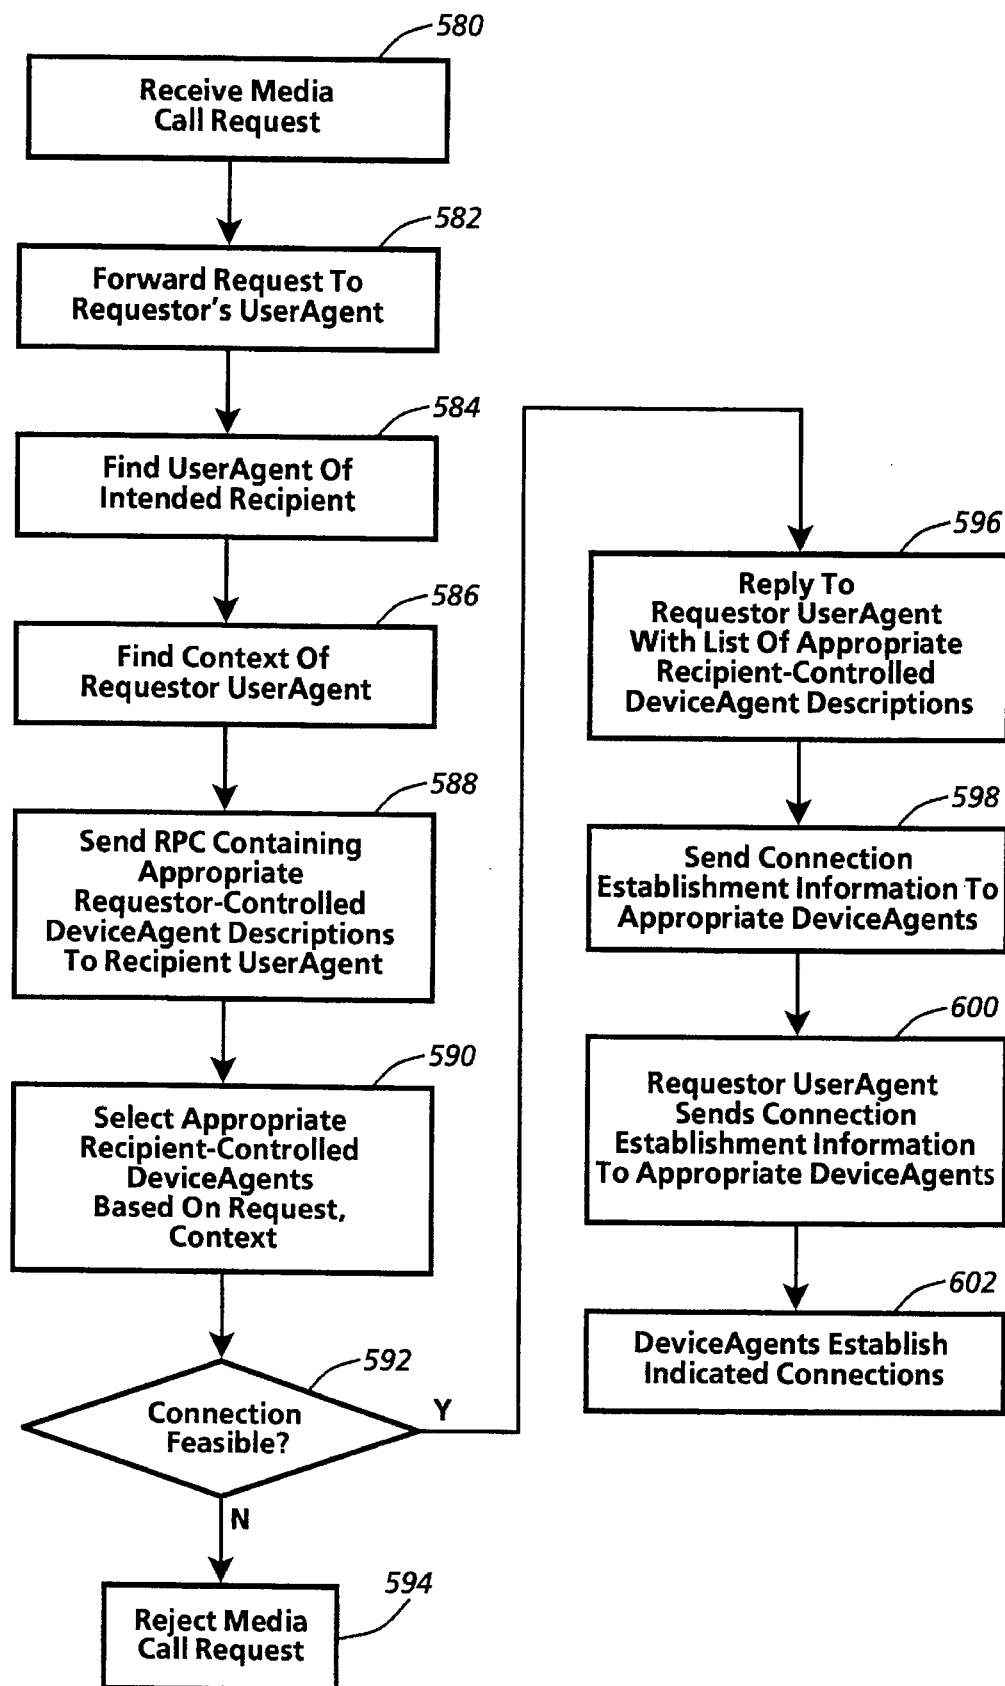 580
Receive Media
Call Request
582
Forward Request To
Requestor's UserAgent
584
Find UserAgent Of
Intended Recipient
586
Find Context Of
Requestor UserAgent
588
Send RPC Containing
Appropriate
Requestor-Controlled
DeviceAgent Descriptions
To Recipient UserAgent
590
Select Appropriate
Recipient-Controlled
DeviceAgents
Based On Request,
Context
592
Connection
Feasible?
Y
N
594
Reject Media
Call Request
596
Reply To
Requestor UserAgent
With List Of Appropriate
Recipient-Controlled
DeviceAgent Descriptions
598
Send Connection
Establishment Information To
Appropriate DeviceAgents
600
Requestor UserAgent
Sends Connection
Establishment Information
To Appropriate DeviceAgents
602
DeviceAgents Establish
Indicated Connections